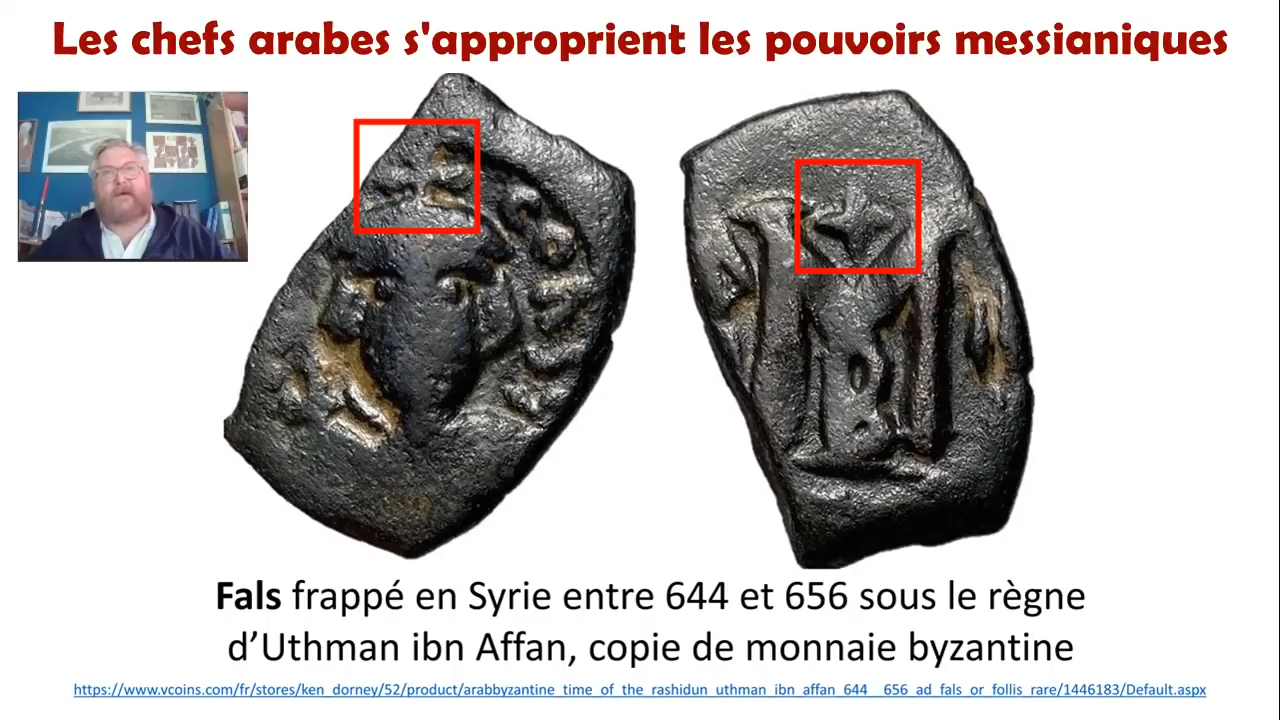 Les chefs arabes s'approprient les pouvoirs messianiques
Fals frappé en Syrie entre 644 et 656 sous le règne
d’Uthman ibn Affan, copie de monnaie byzantine
https://www.vcoins.com/fr/stores/ken_dorney/52/product/arabbyzantine_time_of_the_rashidun_uthman_ibn_affan_644__656_ad_fals_or_follis_rare/1446183/Default.aspx